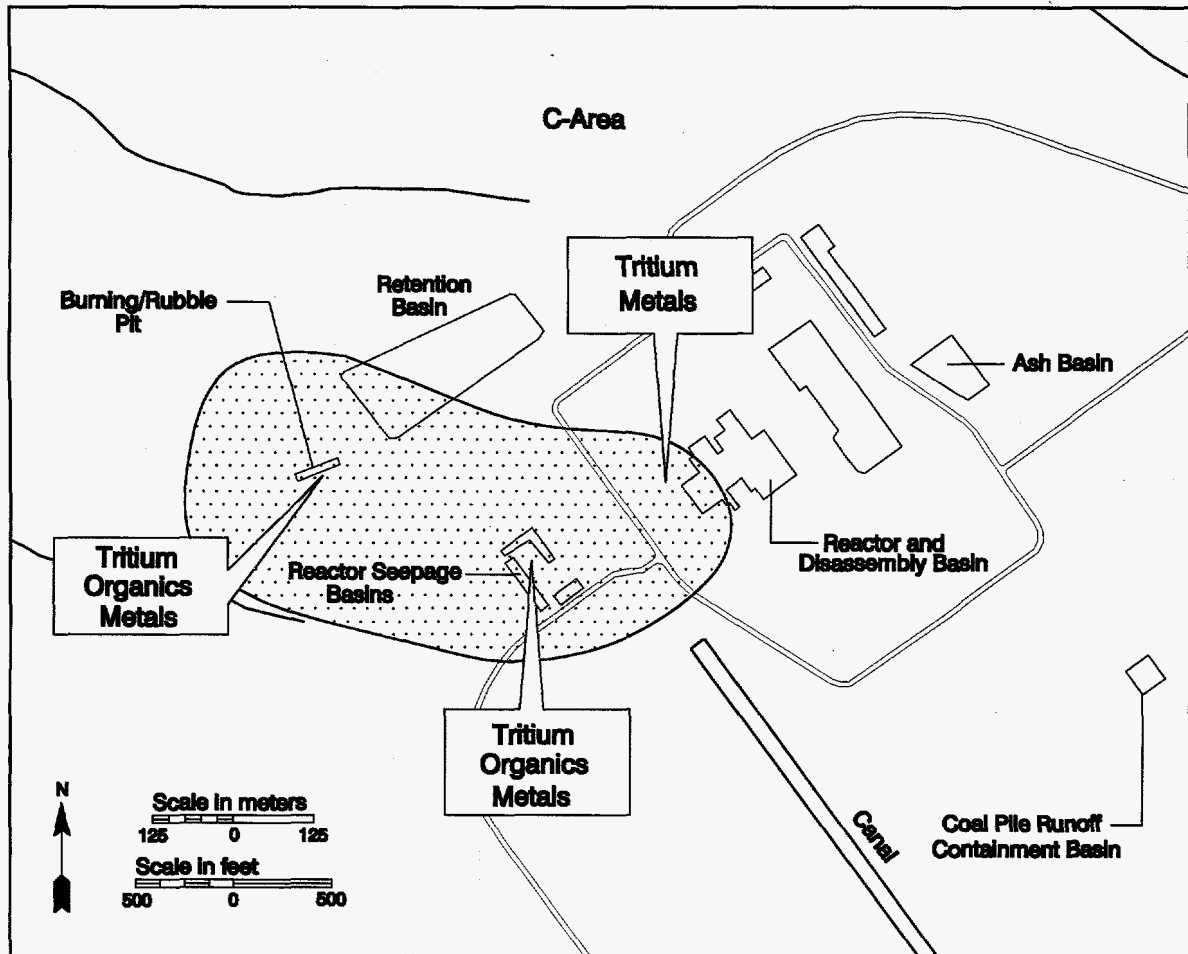 C-Area
Tritium
Metals
Burning/Rubble
Pit
Retention
Basin
Ash Basin
Tritium
Organics
Metals
Reactor Seepage
Basins
Reactor and
Disassembly Basin
Tritium
Organics
Metals
N
Scale in meters
125 0 125
Scale in feet
500 0 500
Canal
Coal Pile Runoff
Containment Basin